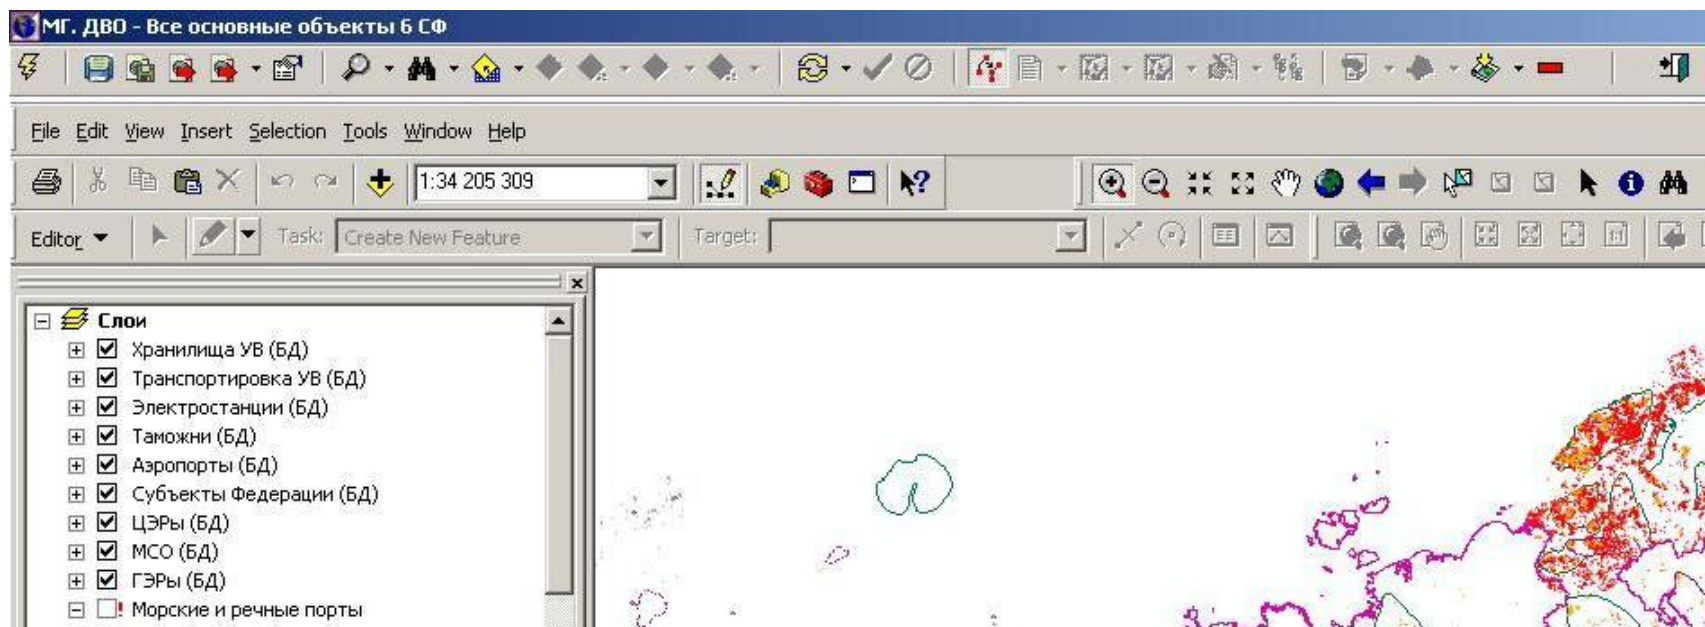 МГ. ДВО - Все основные объекты 6 СФ
File Edit View Insert Selection Tools Window Help
1:34 205 309
Editor Task: Create New Feature Target:
Слои
Хранилища УВ (БД)
Транспортировка УВ (БД)
Электростанции (БД)
Таможни (БД)
Аэропорты (БД)
Субъекты Федерации (БД)
ЦЭРы (БД)
МСО (БД)
ГЭРы (БД)
Морские и речные порты